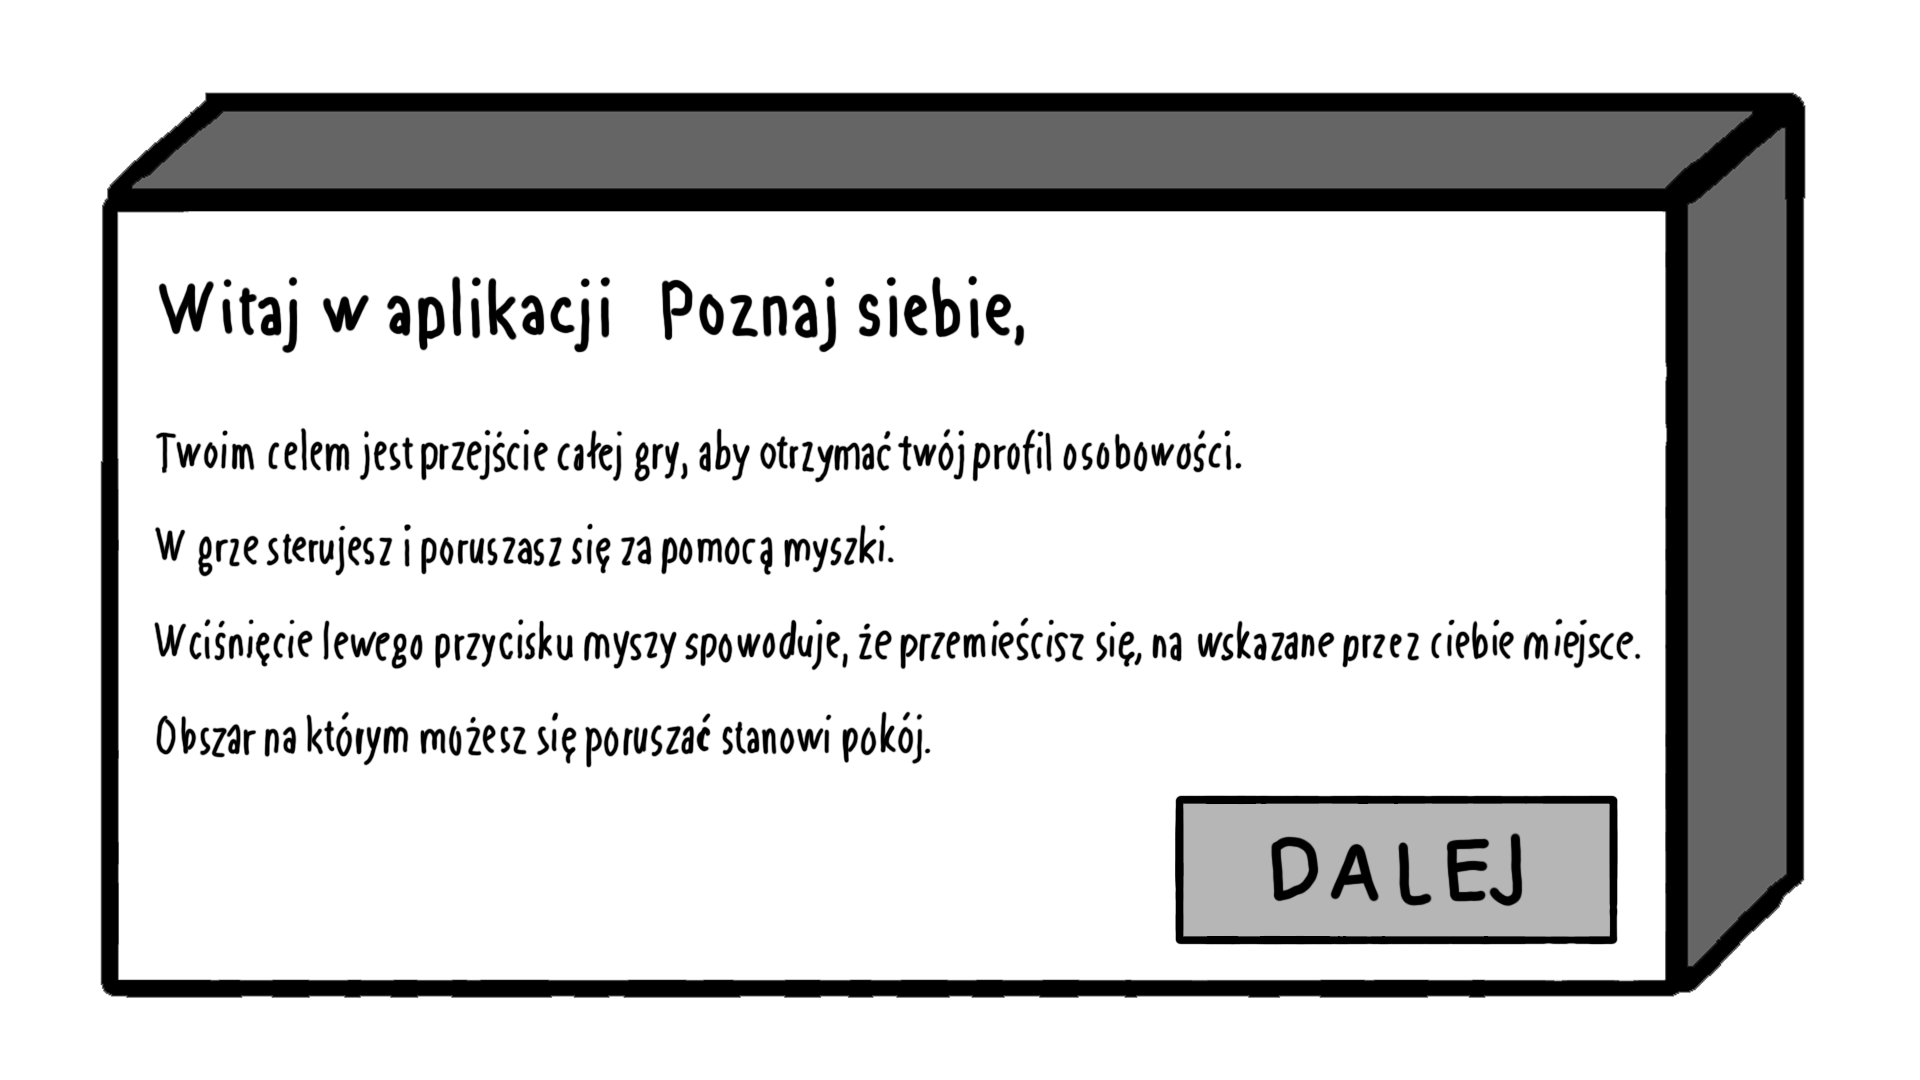 Witaj w aplikacji Poznaj siebie,
Twoim celem jest przejście całej gry, aby otrzymać twój profil osobowości.
W grze sterujesz i poruszasz się za pomocą myszki.
Wciśnięcie lewego przycisku myszy spowoduje, że przemieścisz się, na wskazane przez ciebie miejsce.
Obszar na którym możesz się poruszać stanowi pokój.
DALEJ